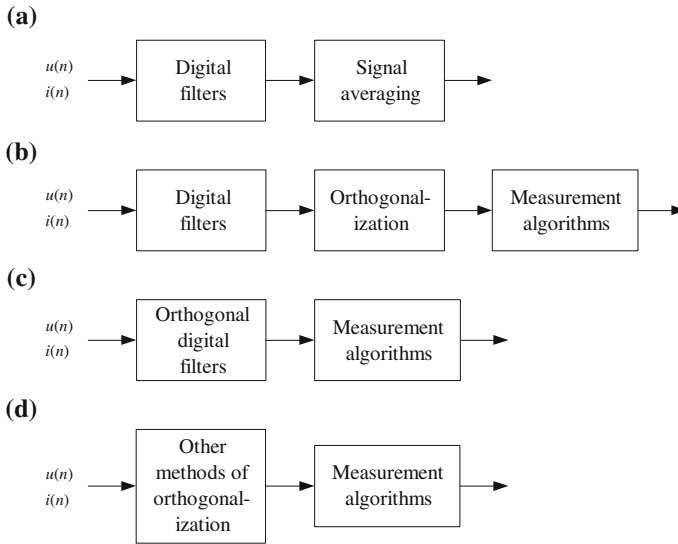 (a)
u(n)
i(n)
Digital
filters
Signal
averaging
(b)
u(n)
i(n)
Digital
filters
Orthogonal-
ization
Measurement
algorithms
(c)
u(n)
i(n)
Orthogonal
digital
filters
Measurement
algorithms
(d)
u(n)
i(n)
Other
methods of
orthogonal-
ization
Measurement
algorithms